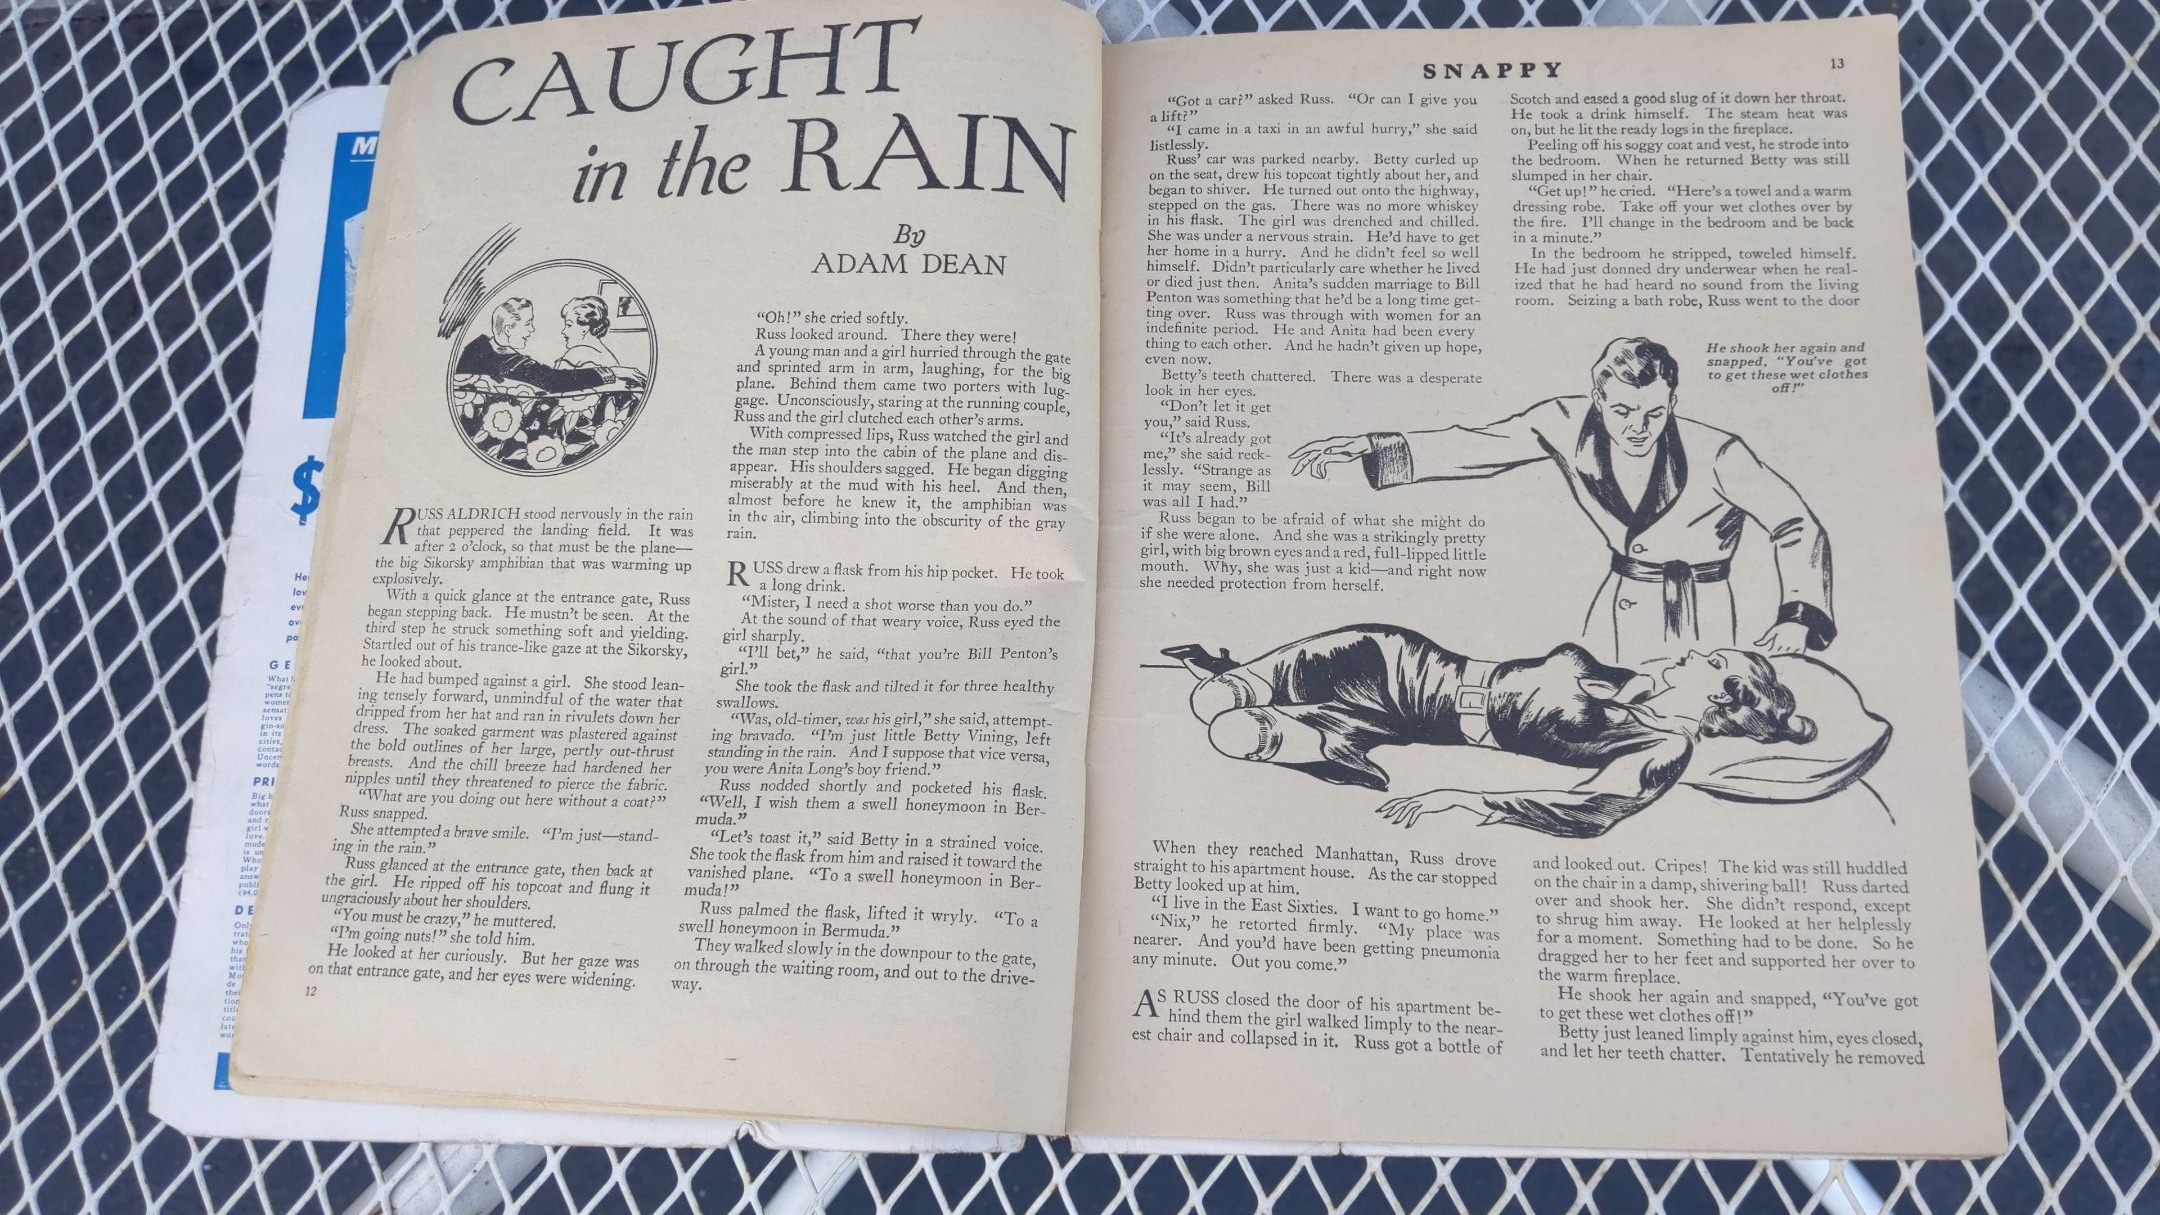 CAUGHT
in the RAIN
By
ADAM DEAN
RUSS ALDRICH stood nervously in the rain
that peppered the landing field. It was
after 2 o'clock, so that must be the plane—
the big Sikorsky amphibian that was warming up
explosively.
With a quick glance at the entrance gate, Russ
began stepping back. He mustn't be seen. At the
third step he struck something soft and yielding.
Startled out of his trance-like gaze at the Sikorsky,
he looked about.
He had bumped against a girl. She stood lean-
ing tensely forward, unmindful of the water that
dripped from her hat and ran in rivulets down her
dress. The soaked garment was plastered against
the bold outlines of her large, pertly out-thrust
breasts. And the chill breeze had hardened her
nipples until they threatened to pierce the fabric.
"What are you doing out here without a coat?"
Russ snapped.
She attempted a brave smile. "I'm just—stand-
ing in the rain."
Russ glanced at the entrance gate, then back at
the girl. He ripped off his topcoat and flung it
ungraciously about her shoulders.
"You must be crazy," he muttered.
"I'm going nuts!" she told him.
He looked at her curiously. But her gaze was
on that entrance gate, and her eyes were widening.
12
"Oh!" she cried softly.
Russ looked around. There they were!
A young man and a girl hurried through the gate
and sprinted arm in arm, laughing, for the big
plane. Behind them came two porters with lug-
gage. Unconsciously, staring at the running couple,
Russ and the girl clutched each other's arms.
With compressed lips, Russ watched the girl and
the man step into the cabin of the plane and dis-
appear. His shoulders sagged. He began digging
miserably at the mud with his heel. And then,
almost before he knew it, the amphibian was
in the air, climbing into the obscurity of the gray
rain.
RUSS drew a flask from his hip pocket. He took
a long drink.
"Mister, I need a shot worse than you do."
At the sound of that weary voice, Russ eyed the
girl sharply.
"I'll bet," he said, "that you're Bill Penton's
girl."
She took the flask and tilted it for three healthy
swallows.
"Was, old-timer, was his girl," she said, attempt-
ing bravado. "I'm just little Betty Vining, left
standing in the rain. And I suppose that vice versa,
you were Anita Long's boy friend."
Russ nodded shortly and pocketed his flask.
"Well, I wish them a swell honeymoon in Ber-
muda."
"Let's toast it," said Betty in a strained voice.
She took the flask from him and raised it toward the
vanished plane. "To a swell honeymoon in Ber-
muda!"
Russ palmed the flask, lifted it wryly. "To a
swell honeymoon in Bermuda."
They walked slowly in the downpour to the gate,
on through the waiting room, and out to the drive-
way.
SNAPPY
13
"Got a car?" asked Russ. "Or can I give you
a lift?"
"I came in a taxi in an awful hurry," she said
listlessly.
Russ' car was parked nearby. Betty curled up
on the seat, drew his topcoat tightly about her, and
began to shiver. He turned out onto the highway,
stepped on the gas. There was no more whiskey
in his flask. The girl was drenched and chilled.
She was under a nervous strain. He'd have to get
her home in a hurry. And he didn't feel so well
himself. Didn't particularly care whether he lived
or died just then. Anita's sudden marriage to Bill
Penton was something that he'd be a long time get-
ting over. Russ was through with women for an
indefinite period. He and Anita had been every
thing to each other. And he hadn't given up hope,
even now.
Betty's teeth chattered. There was a desperate
look in her eyes.
"Don't let it get
you," said Russ.
"It's already got
me," she said reck-
lessly. "Strange as
it may seem, Bill
was all I had."
Russ began to be afraid of what she might do
if she were alone. And she was a strikingly pretty
girl, with big brown eyes and a red, full-lipped little
mouth. Why, she was just a kid—and right now
she needed protection from herself.
When they reached Manhattan, Russ drove
straight to his apartment house. As the car stopped
Betty looked up at him.
"I live in the East Sixties. I want to go home."
"Nix," he retorted firmly. "My place was
nearer. And you'd have been getting pneumonia
any minute. Out you come."
AS RUSS closed the door of his apartment be-
hind them the girl walked limply to the near-
est chair and collapsed in it. Russ got a bottle of
Scotch and eased a good slug of it down her throat.
He took a drink himself. The steam heat was
on, but he lit the ready logs in the fireplace.
Peeling off his soggy coat and vest, he strode into
the bedroom. When he returned Betty was still
slumped in her chair.
"Get up!" he cried. "Here's a towel and a warm
dressing robe. Take off your wet clothes over by
the fire. I'll change in the bedroom and be back
in a minute."
In the bedroom he stripped, toweled himself.
He had just donned dry underwear when he real-
ized that he had heard no sound from the living
room. Seizing a bath robe, Russ went to the door
He shook her again and
snapped, "You've got
to get these wet clothes
off!"
and looked out. Cripes! The kid was still huddled
on the chair in a damp, shivering ball! Russ darted
over and shook her. She didn't respond, except
to shrug him away. He looked at her helplessly
for a moment. Something had to be done. So he
dragged her to her feet and supported her over to
the warm fireplace.
He shook her again and snapped, "You've got
to get these wet clothes off!"
Betty just leaned limply against him, eyes closed,
and let her teeth chatter. Tentatively he removed